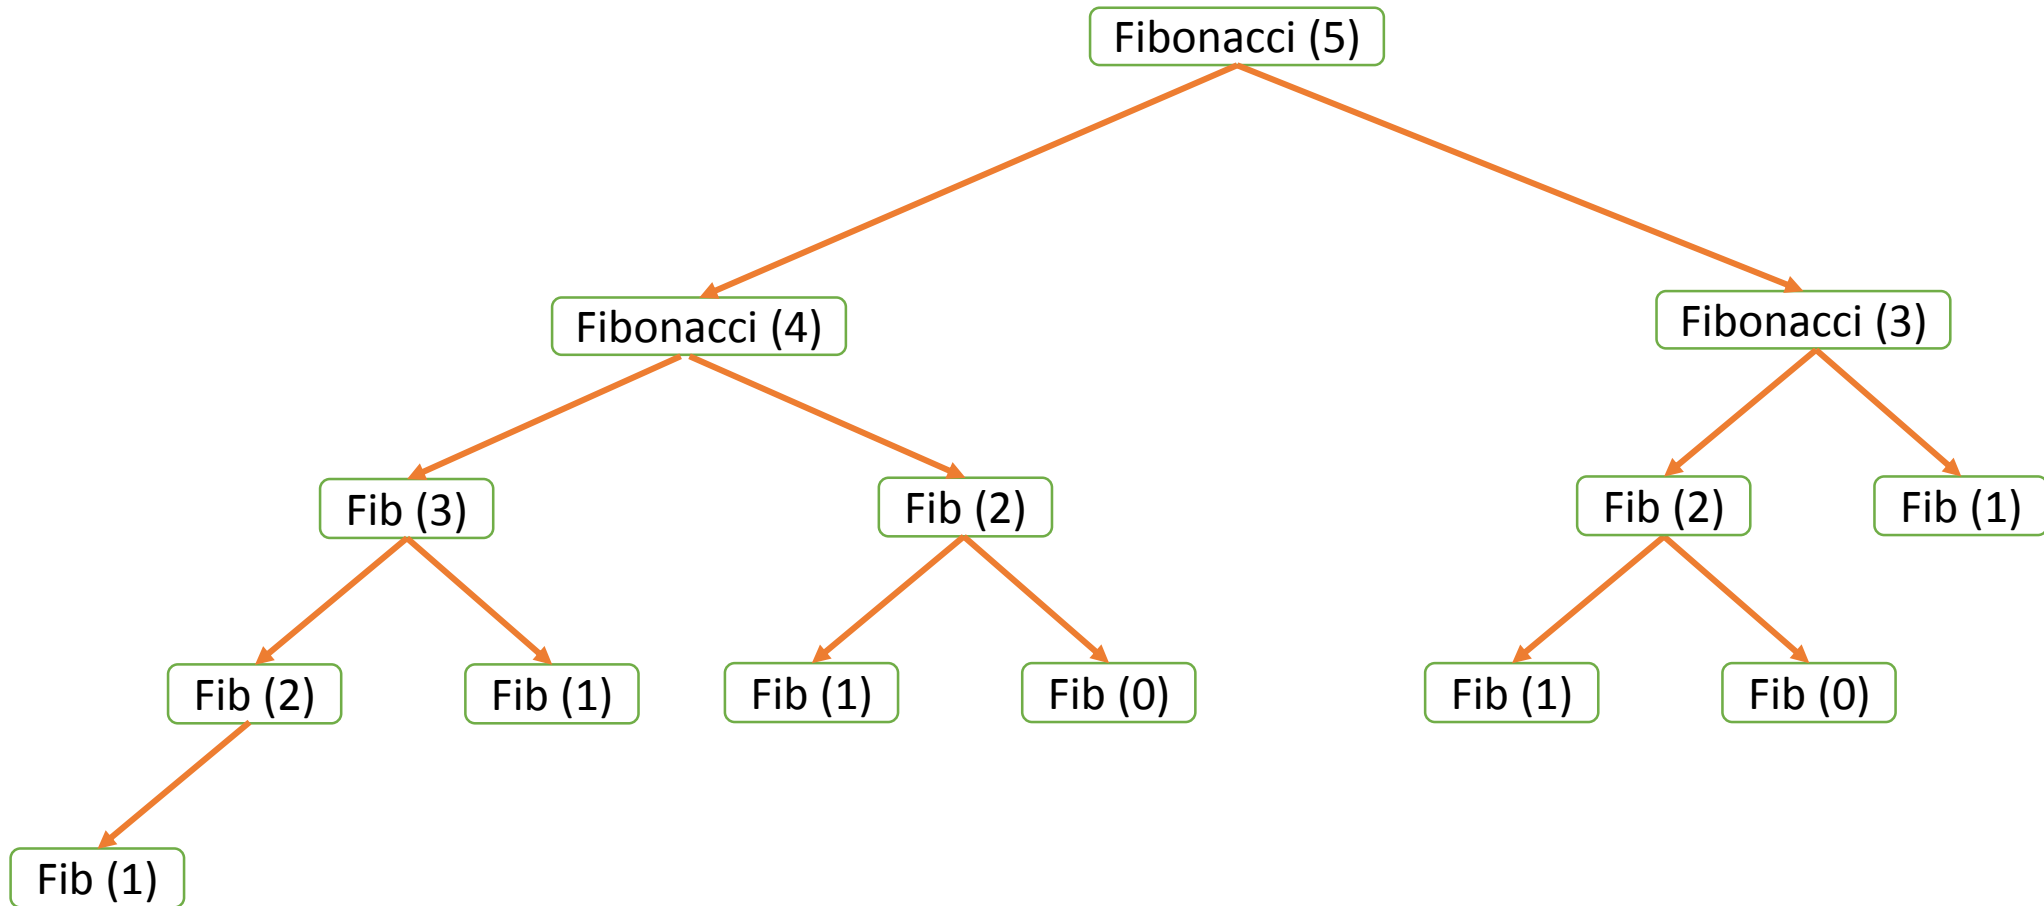 Fibonacci (5)
Fibonacci (4)
Fibonacci (3)
Fib (3)
Fib (2)
Fib (2)
Fib (1)
Fib (2)
Fib (1)
Fib (1)
Fib (0)
Fib (1)
Fib (0)
Fib (1)